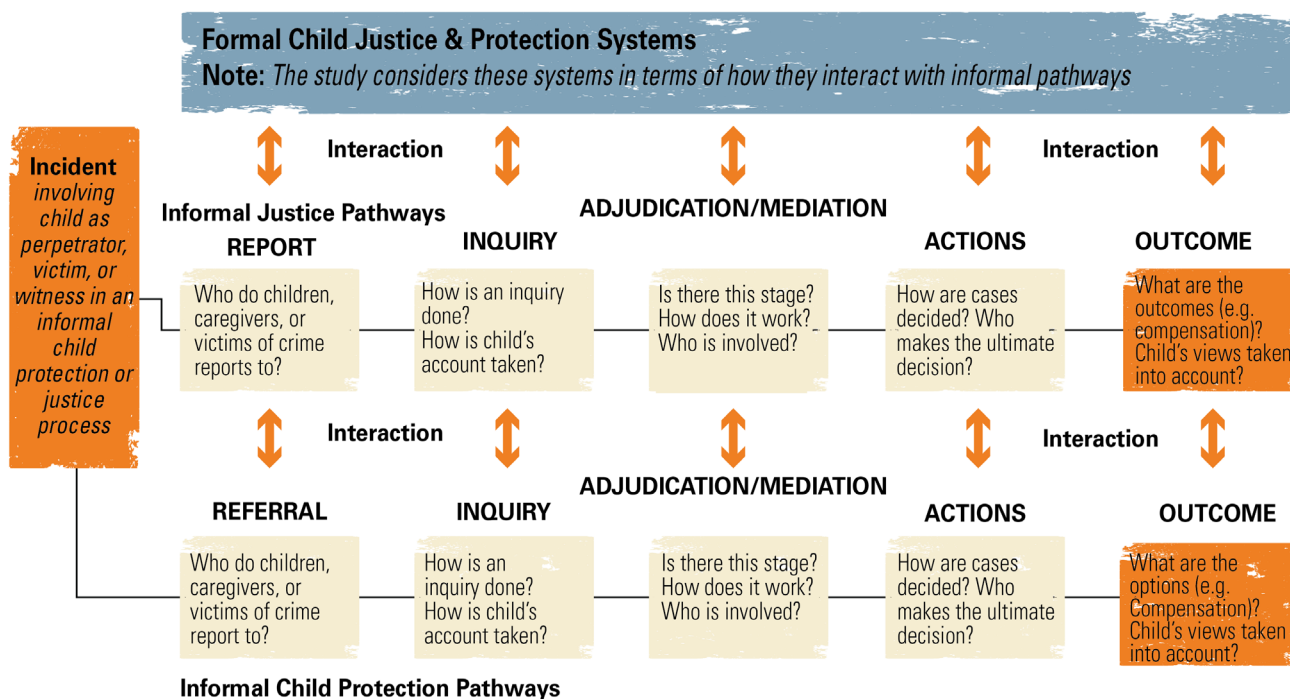 Formal Child Justice & Protection Systems
Note: The study considers these systems in terms of how they interact with informal pathways
Incident
involving
child as
perpetrator,
victim, or
witness in an
informal
child
protection or
justice
process
Interaction
Interaction
Informal Justice Pathways
REPORT
Who do children,
caregivers, or
victims of crime
reports to?
INQUIRY
How is an inquiry
done?
How is child's
account taken?
ADJUDICATION/MEDIATION
Is there this stage?
How does it work?
Who is involved?
ACTIONS
How are cases
decided? Who
makes the ultimate
decision?
OUTCOME
What are the
outcomes (e.g.
compensation)?
Child's views taken
into account?
Interaction
Interaction
REFERRAL
Who do children,
caregivers, or
victims of crime
report to?
INQUIRY
How is an
inquiry done?
How is child's
account taken?
ADJUDICATION/MEDIATION
Is there this stage?
How does it work?
Who is involved?
ACTIONS
How are cases
decided? Who
makes the ultimate
decision?
OUTCOME
What are the
options (e.g.
Compensation)?
Child's views taken
into account?
Informal Child Protection Pathways